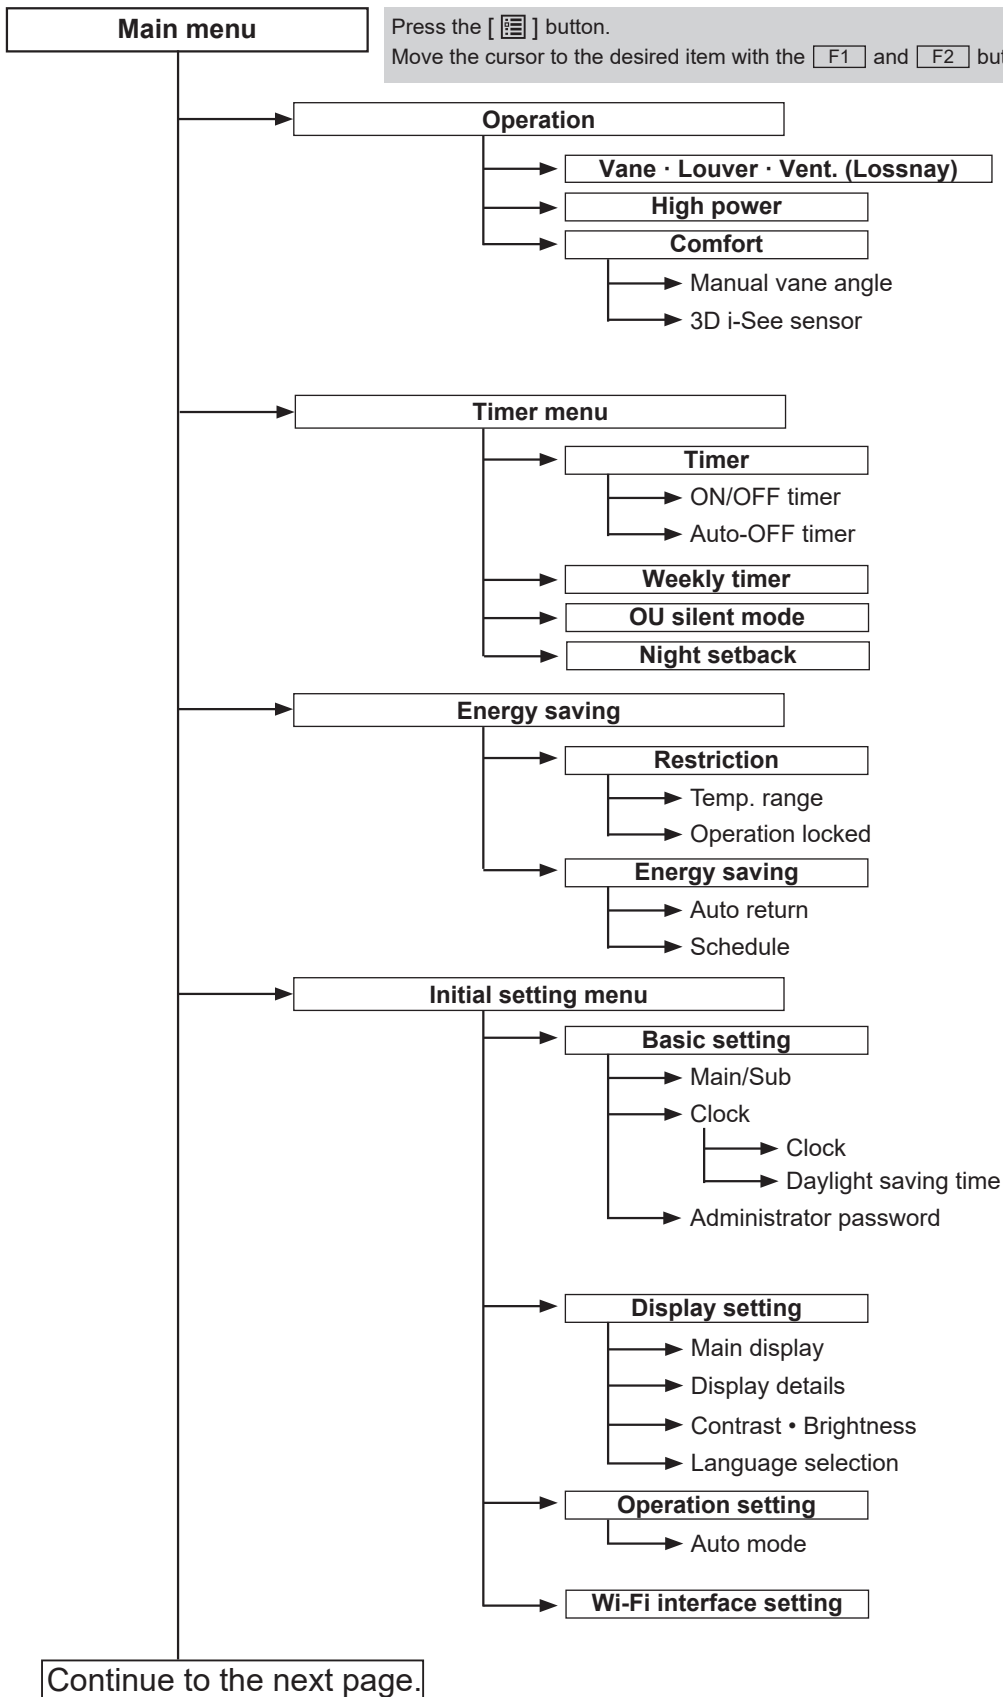 Main menu
Press the [ ] button.
Move the cursor to the desired item with the F1 and F2
Operation
Vane · Louver · Vent. (Lossnay)
High power
Comfort
Manual vane angle
3D i-See sensor
Timer menu
Timer
ON/OFF timer
Auto-OFF timer
Weekly timer
OU silent mode
Night setback
Energy saving
Restriction
Temp. range
Operation locked
Energy saving
Auto return
Schedule
Initial setting menu
Basic setting
Main/Sub
Clock
Clock
Daylight saving time
Administrator password
Display setting
Main display
Display details
Contrast • Brightness
Language selection
Operation setting
Auto mode
Wi-Fi interface setting
Continue to the next page.